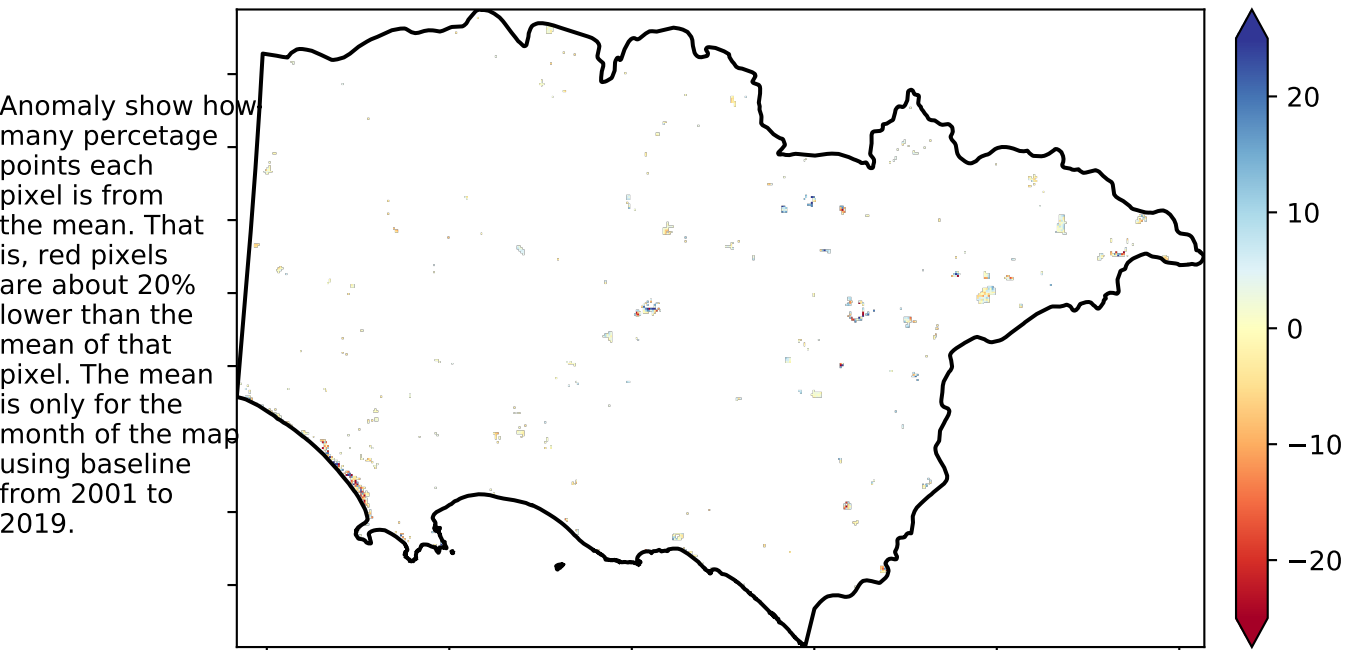 Anomaly show how
many percetage
points each
pixel is from
the mean. That
is, red pixels
are about 20%
lower than the
mean of that
pixel. The mean
is only for the
month of the map
using baseline
from 2001 to
2019.
20
10
0
−10
−20